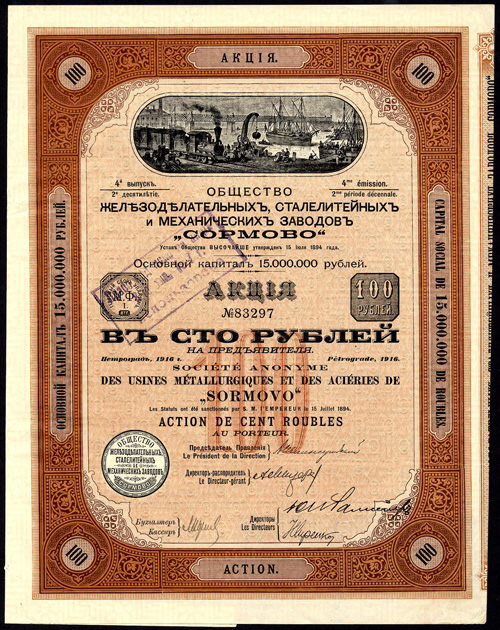 АКЦІЯ.
100
100
4й выпускъ.
2е десятилѣтіе.
4me émission.
2me période décennale.
ОБЩЕСТВО
ЖЕЛѢЗОДѢЛАТЕЛЬНЫХЪ, СТАЛЕЛИТЕЙНЫХЪ
И МЕХАНИЧЕСКИХЪ ЗАВОДОВЪ
„СОРМОВО“
Уставъ Общества ВЫСОЧАЙШЕ утвержденъ 15 Іюля 1894 года.
Основной капиталъ 15.000.000 рублей.
М.Ф.
АКЦІЯ
№83297
100
РУБЛЕЙ
ВЪ СТО РУБЛЕЙ
НА ПРЕДЪЯВИТЕЛЯ.
Петроградъ, 1916 г.
Pétrograde, 1916.
SOCIÉTÉ ANONYME
DES USINES MÉTALLURGIQUES ET DES ACIÉRIES DE
„SORMOVO“
Les Statuts ont été sanctionnés par S. M. l'EMPEREUR le 15 Juillet 1894.
ACTION DE CENT ROUBLES
AU PORTEUR.
Предсѣдатель Правленія
Le Président de la Direction
Директоръ-распорядитель
Le Directeur-gérant
Бухгалтеръ
Кассиръ
Директоры
Les Directeurs
ОБЩЕСТВО
ЖЕЛѢЗОДѢЛАТЕЛЬНЫХЪ
СТАЛЕЛИТЕЙНЫХЪ
И
МЕХАНИЧЕСКИХЪ ЗАВОДОВЪ
ОСНОВНОЙ КАПИТАЛЪ 15.000.000 РУБЛЕЙ.
CAPITAL SOCIAL DE 15.000.000 DE ROUBLES.
100
100
ACTION.